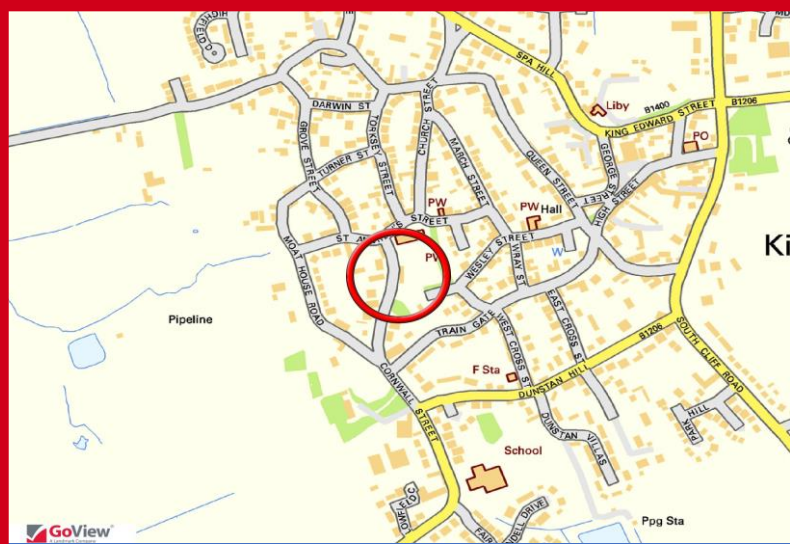 HIGHFIELD
SPA HILL
DARWIN ST
GROVE STREET
TURNER ST
TORKSEY STREET
CHURCH STREET
MARCH STREET
QUEEN STREET
Liby
B1400
KING EDWARD STREET
B1206
PO
GEORGE STREET
HIGH STREET
PW
PW Hall
WESLEY STREET
W
PW
MOAT HOUSE ROAD
Ki
Pipeline
TRAIN GATE
WEST CROSS ST
EAST CROSS ST
B1206
SOUTH CLIFF ROAD
F Sta
DUNSTAN HILL
CORNWALL STREET
DUNSTAN VILLAS
PARK HILL
School
Ppg Sta
GoView
A Landmark Company